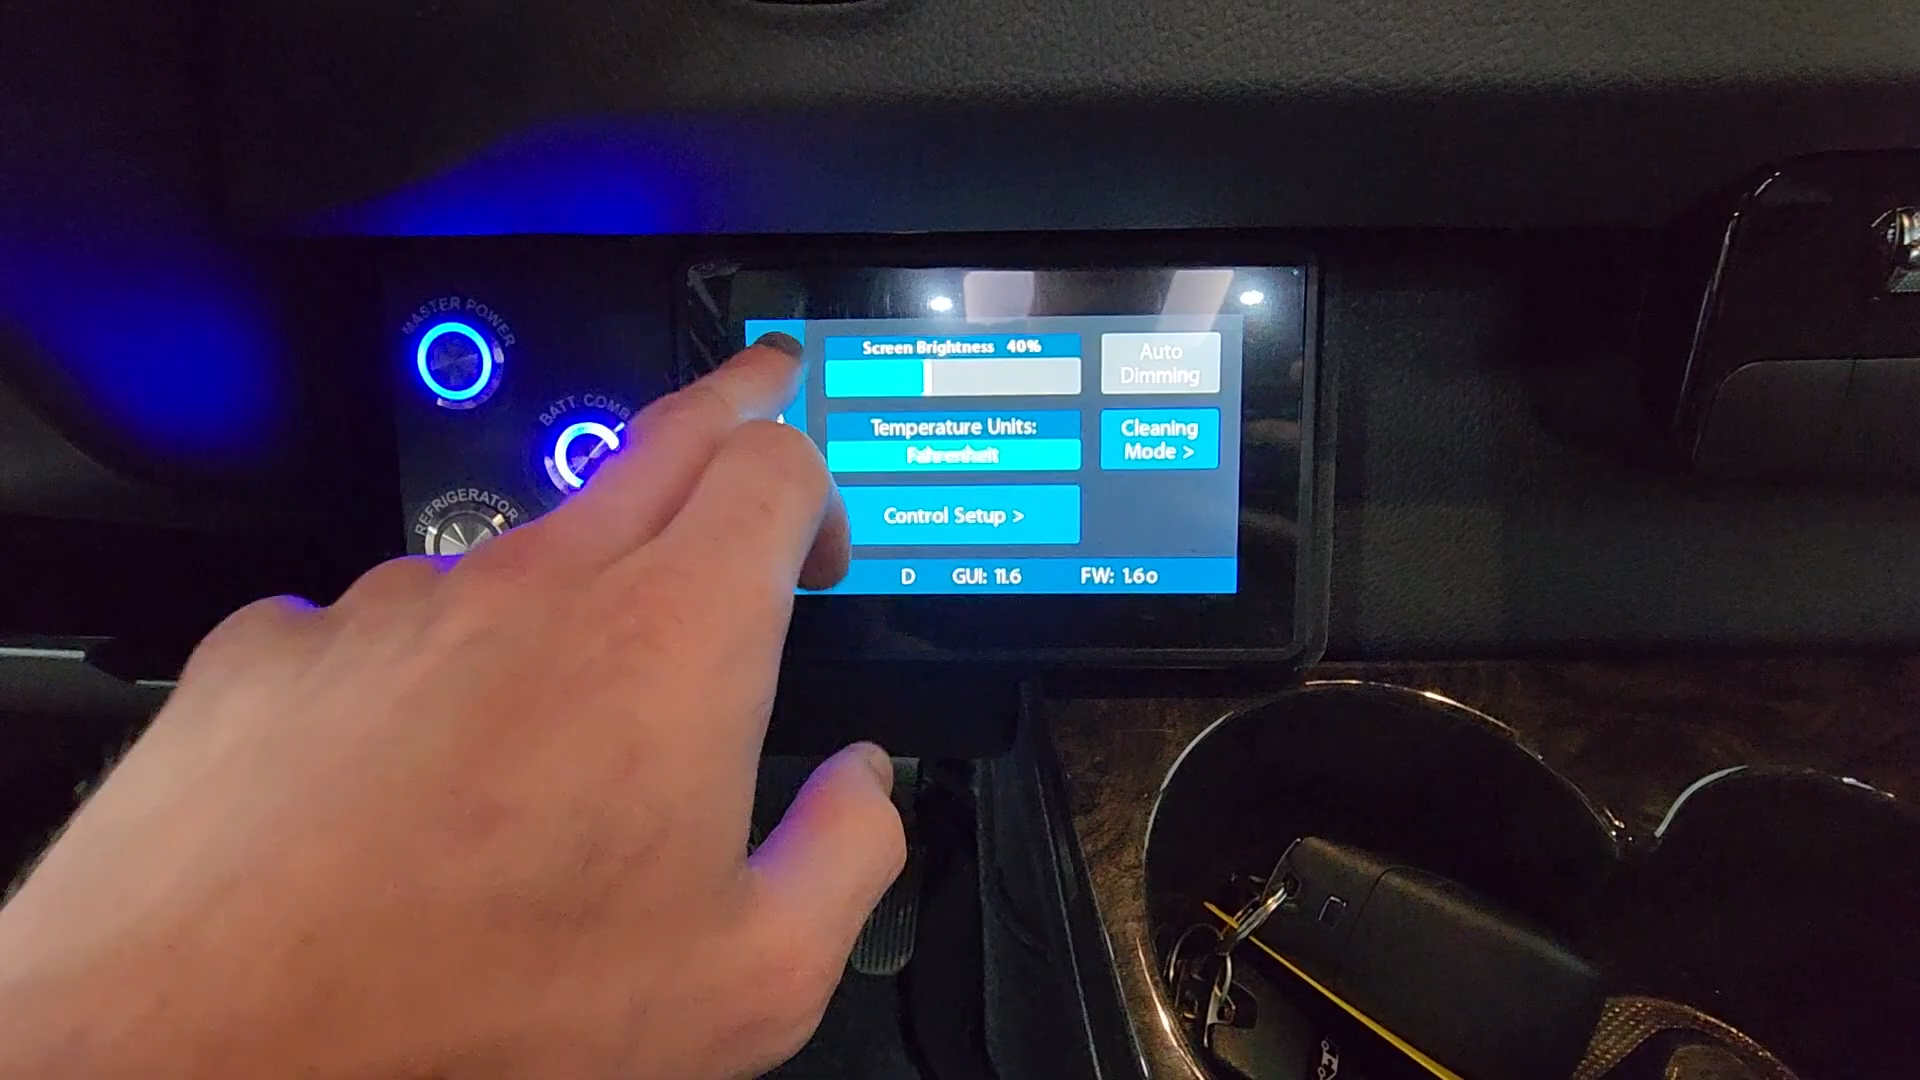 MASTER POWER
BATT. COMB
REFRIGERATOR
Screen Brightness 40%
Auto
Dimming
Temperature Units:
Fahrenheit
Cleaning
Mode >
Control Setup >
D GUI: 11.6 FW: 1.6o